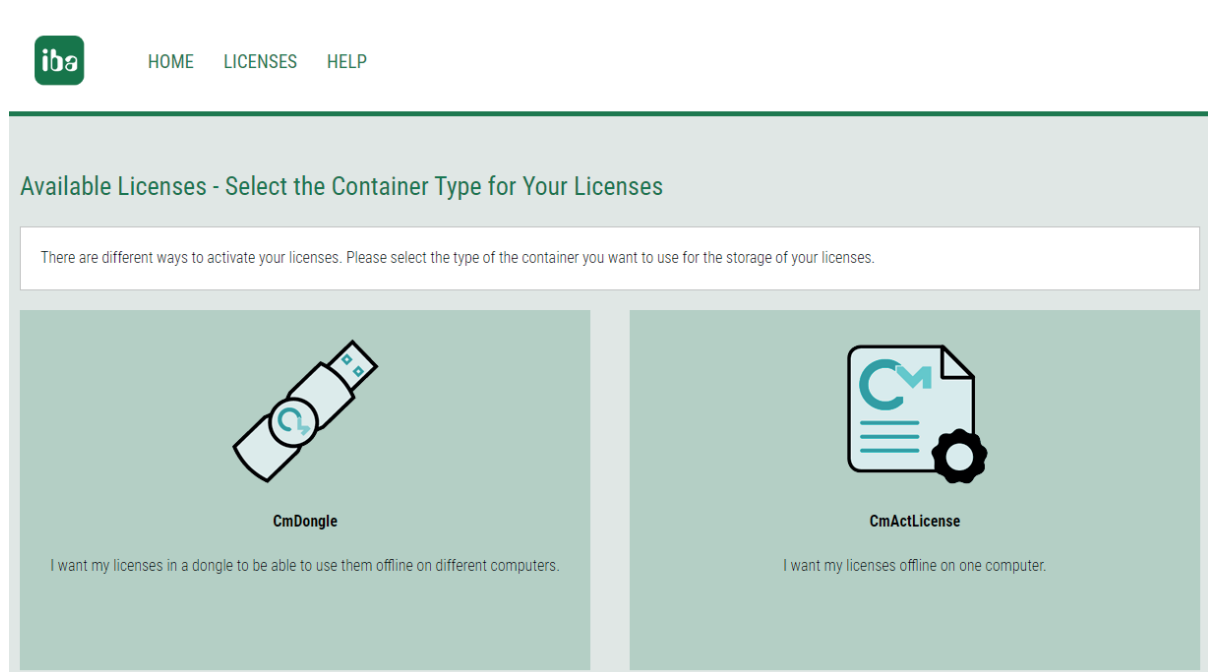 iba
HOME LICENSES HELP
Available Licenses - Select the Container Type for Your Licenses
There are different ways to activate your licenses. Please select the type of the container you want to use for the storage of your licenses.
CM
CM
CmDongle
CmActLicense
I want my licenses in a dongle to be able to use them offline on different computers.
I want my licenses offline on one computer.